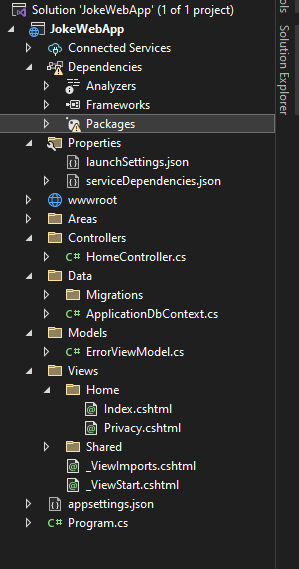 Solution 'JokeWebApp' (1 of 1 project)
JokeWebApp
Connected Services
Dependencies
Analyzers
Frameworks
Packages
Properties
launchSettings.json
serviceDependencies.json
wwwroot
Areas
Controllers
C# HomeController.cs
Data
Migrations
C# ApplicationDbContext.cs
Models
C# ErrorViewModel.cs
Views
Home
Index.cshtml
Privacy.cshtml
Shared
_ViewImports.cshtml
_ViewStart.cshtml
appsettings.json
C# Program.cs
Solution Explorer